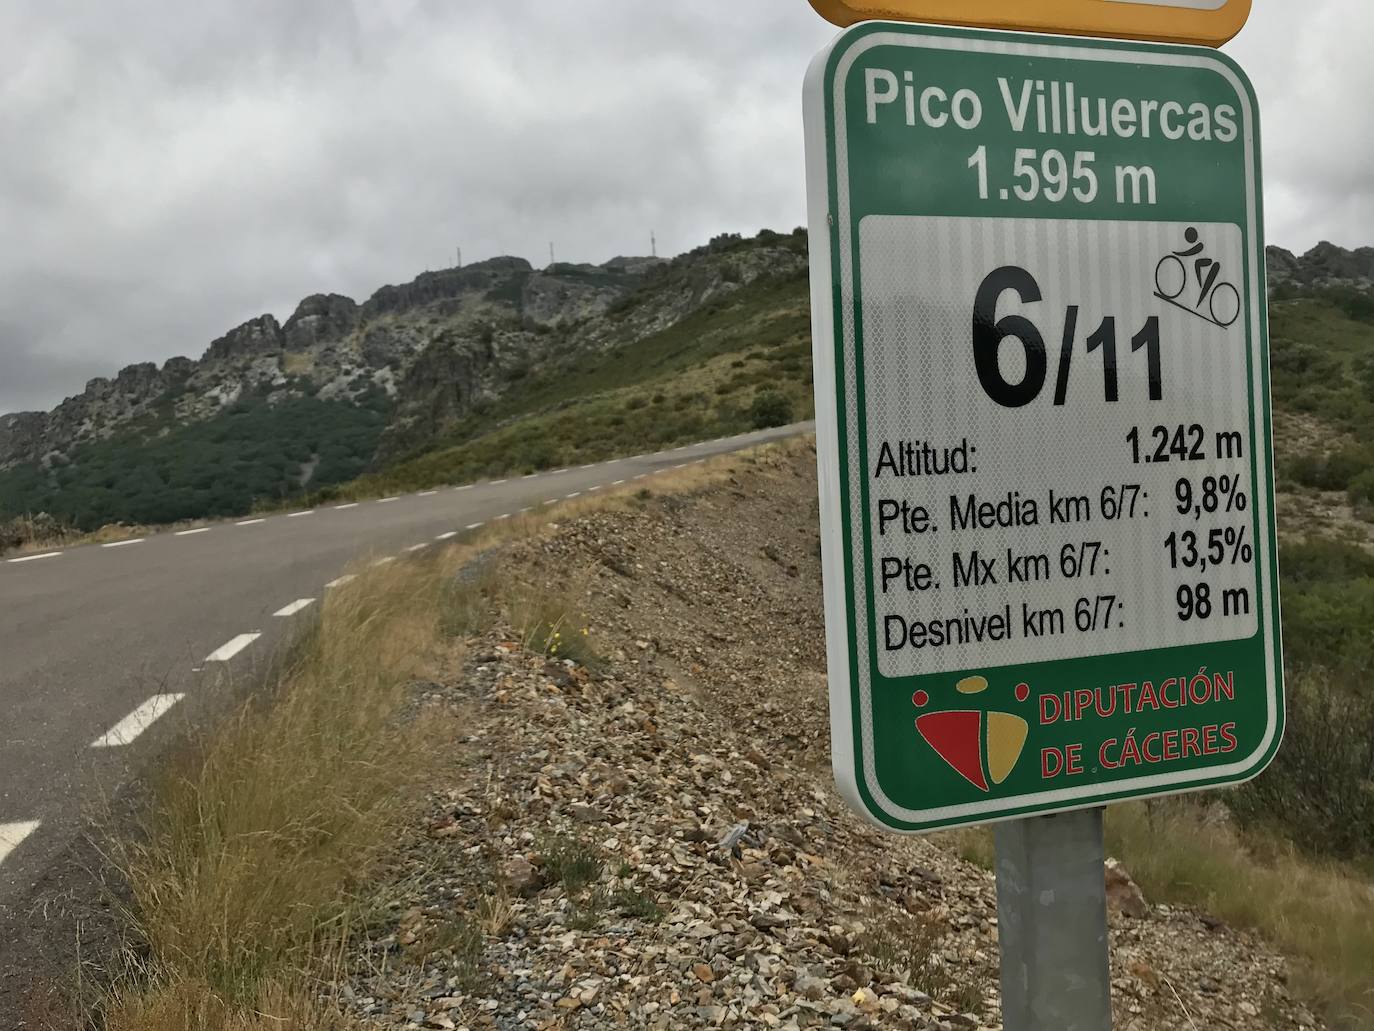 Pico Villuercas
1.595 m
6/11
Altitud: 1.242 m
Pte. Media km 6/7: 9,8%
Pte. Mx km 6/7: 13,5%
Desnivel km 6/7: 98 m
DIPUTACIÓN
DE CÁCERES